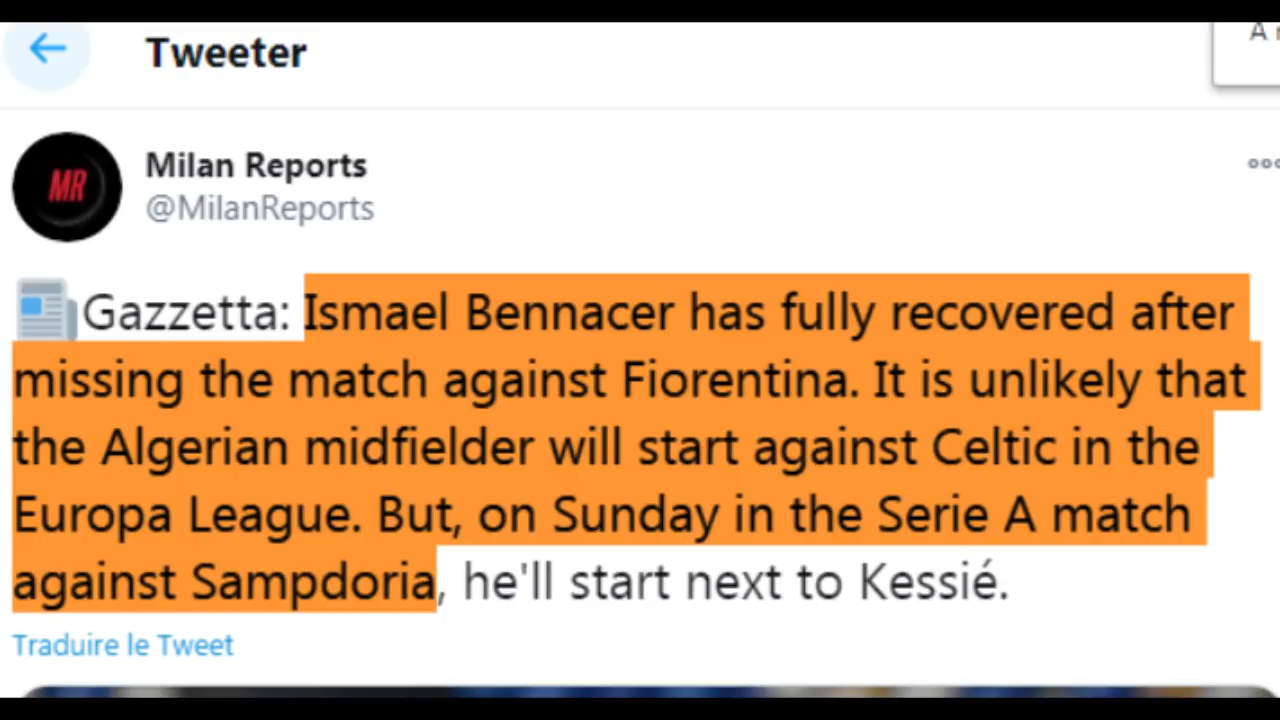 Tweeter
A
MR
Milan Reports
@MilanReports
Gazzetta: Ismael Bennacer has fully recovered after
missing the match against Fiorentina. It is unlikely that
the Algerian midfielder will start against Celtic in the
Europa League. But, on Sunday in the Serie A match
against Sampdoria, he'll start next to Kessié.
Traduire le Tweet